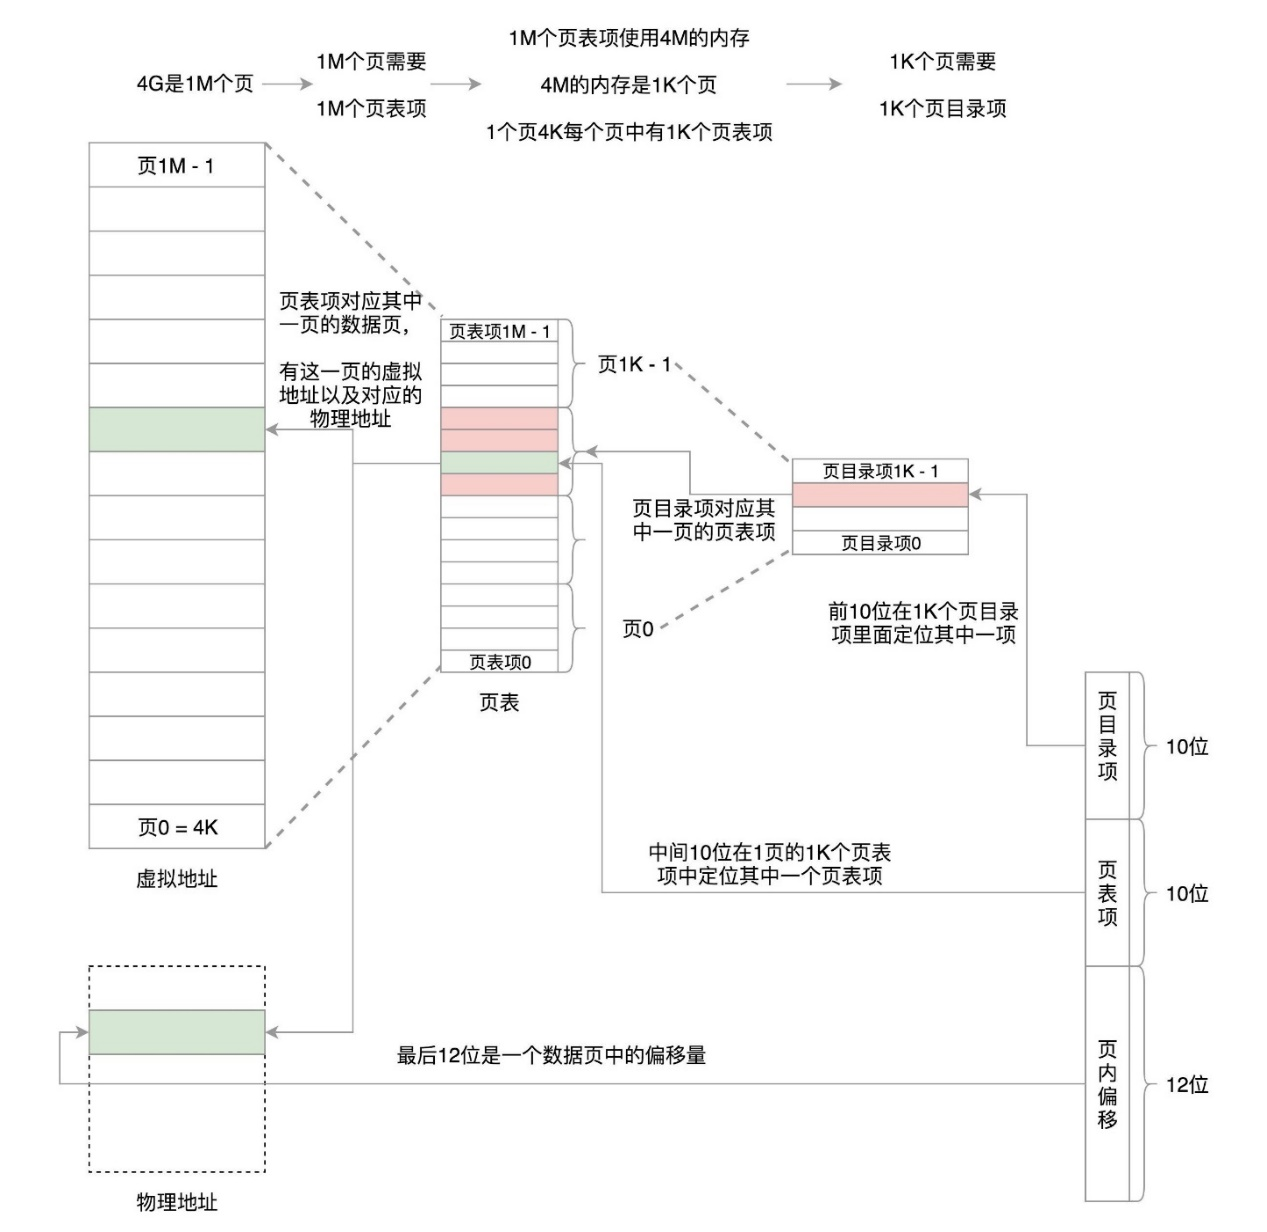 1M个页表项使用4M的内存
1M个页需要
1K个页需要
4G是1M个页
4M的内存是1K个页
1M个页表项
1K个页目录项
1个页4K每个页中有1K个页表项
页1M - 1
页表项对应其中
一页的数据页，
有这一页的虚拟
地址以及对应的
物理地址
页表项1M - 1
页1K - 1
页目录项1K - 1
页目录项对应其
中一页的页表项
页目录项0
前10位在1K个页目录
项里面定位其中一项
页0
页表项0
页表
页目录项
10位
页0 = 4K
虚拟地址
中间10位在1页的1K个页表
项中定位其中一个页表项
页表项
10位
最后12位是一个数据页中的偏移量
页内偏移
12位
物理地址